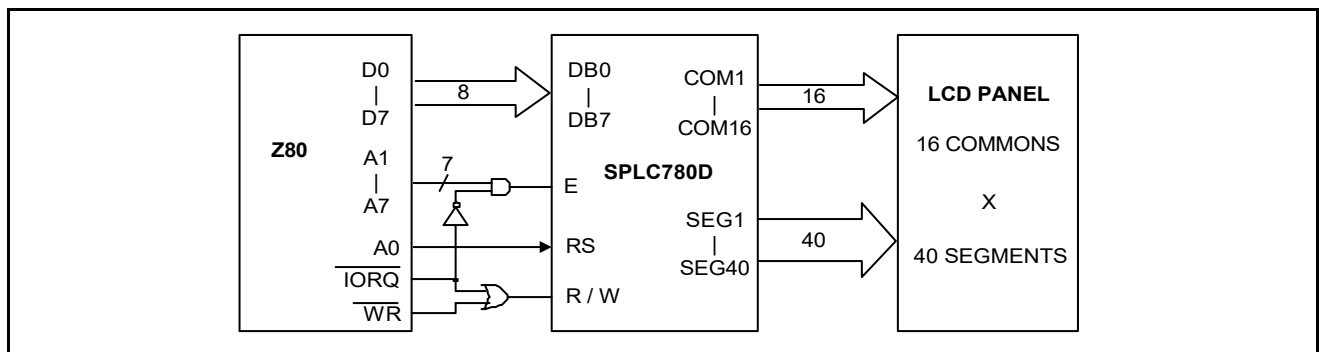 Z80
D0
|
D7
A1
|
A7
A0
IORQ
WR
8
7
DB0
|
DB7
E
RS
R / W
SPLC780D
COM1
|
COM16
SEG1
|
SEG40
16
40
LCD PANEL
16 COMMONS
X
40 SEGMENTS